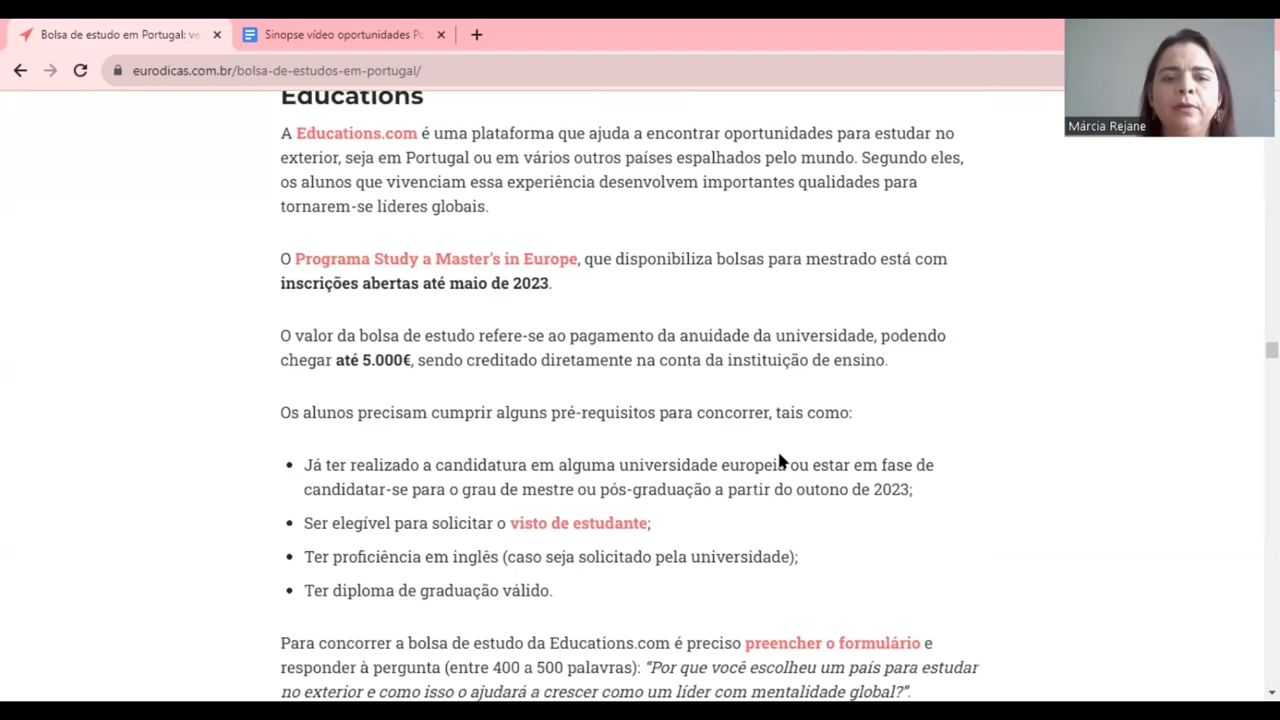 Bolsa de estudo em Portugal: ve
Sinopse vídeo oportunidades Po
eurodicas.com.br/bolsa-de-estudos-em-portugal/
Márcia Rejane
Educations
A Educations.com é uma plataforma que ajuda a encontrar oportunidades para estudar no
exterior, seja em Portugal ou em vários outros países espalhados pelo mundo. Segundo eles,
os alunos que vivenciam essa experiência desenvolvem importantes qualidades para
tornarem-se líderes globais.
O Programa Study a Master's in Europe, que disponibiliza bolsas para mestrado está com
inscrições abertas até maio de 2023.
O valor da bolsa de estudo refere-se ao pagamento da anuidade da universidade, podendo
chegar até 5.000€, sendo creditado diretamente na conta da instituição de ensino.
Os alunos precisam cumprir alguns pré-requisitos para concorrer, tais como:
• Já ter realizado a candidatura em alguma universidade europeia ou estar em fase de
candidatar-se para o grau de mestre ou pós-graduação a partir do outono de 2023;
• Ser elegível para solicitar o visto de estudante;
• Ter proficiência em inglês (caso seja solicitado pela universidade);
• Ter diploma de graduação válido.
Para concorrer a bolsa de estudo da Educations.com é preciso preencher o formulário e
responder à pergunta (entre 400 a 500 palavras): “Por que você escolheu um país para estudar
no exterior e como isso o ajudará a crescer como um líder com mentalidade global?”.